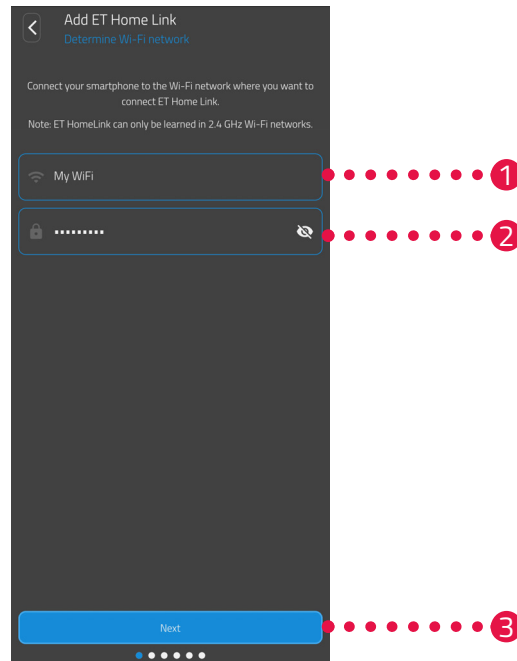 Add ET Home Link
Determine Wi-Fi network
Connect your smartphone to the Wi-Fi network where you want to
connect ET Home Link.
Note: ET HomeLink can only be learned in 2.4 GHz Wi-Fi networks.
My WiFi
1
•••••••••
2
Next
3